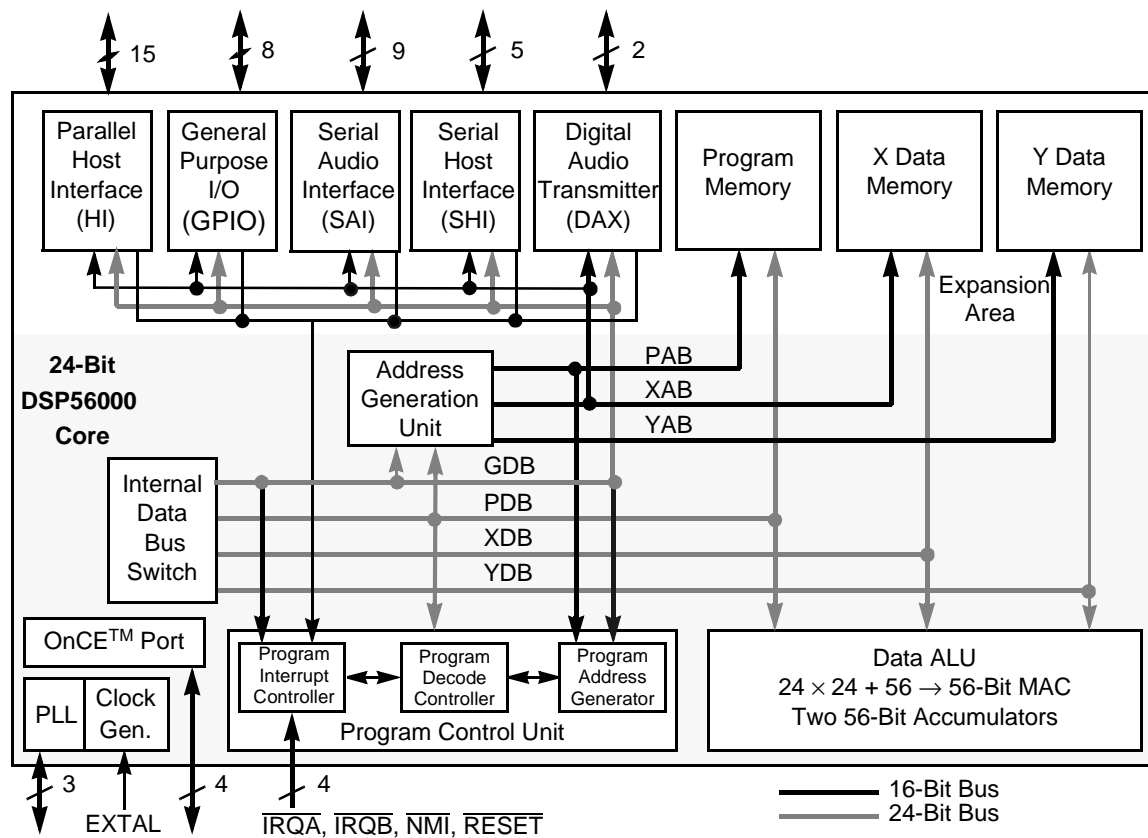 15
8
9
5
2
Parallel
Host
Interface
(HI)
General
Purpose
I/O
(GPIO)
Serial
Audio
Interface
(SAI)
Serial
Host
Interface
(SHI)
Digital
Audio
Transmitter
(DAX)
Program
Memory
X Data
Memory
Y Data
Memory
Expansion
Area
24-Bit
DSP56000
Core
Address
Generation
Unit
PAB
XAB
YAB
Internal
Data
Bus
Switch
GDB
PDB
XDB
YDB
OnCE™ Port
PLL
Clock
Gen.
Program
Interrupt
Controller
Program
Decode
Controller
Program
Address
Generator
Program Control Unit
Data ALU
24 × 24 + 56 → 56-Bit MAC
Two 56-Bit Accumulators
3
EXTAL
4
4
IRQA, IRQB, NMI, RESET
16-Bit Bus
24-Bit Bus